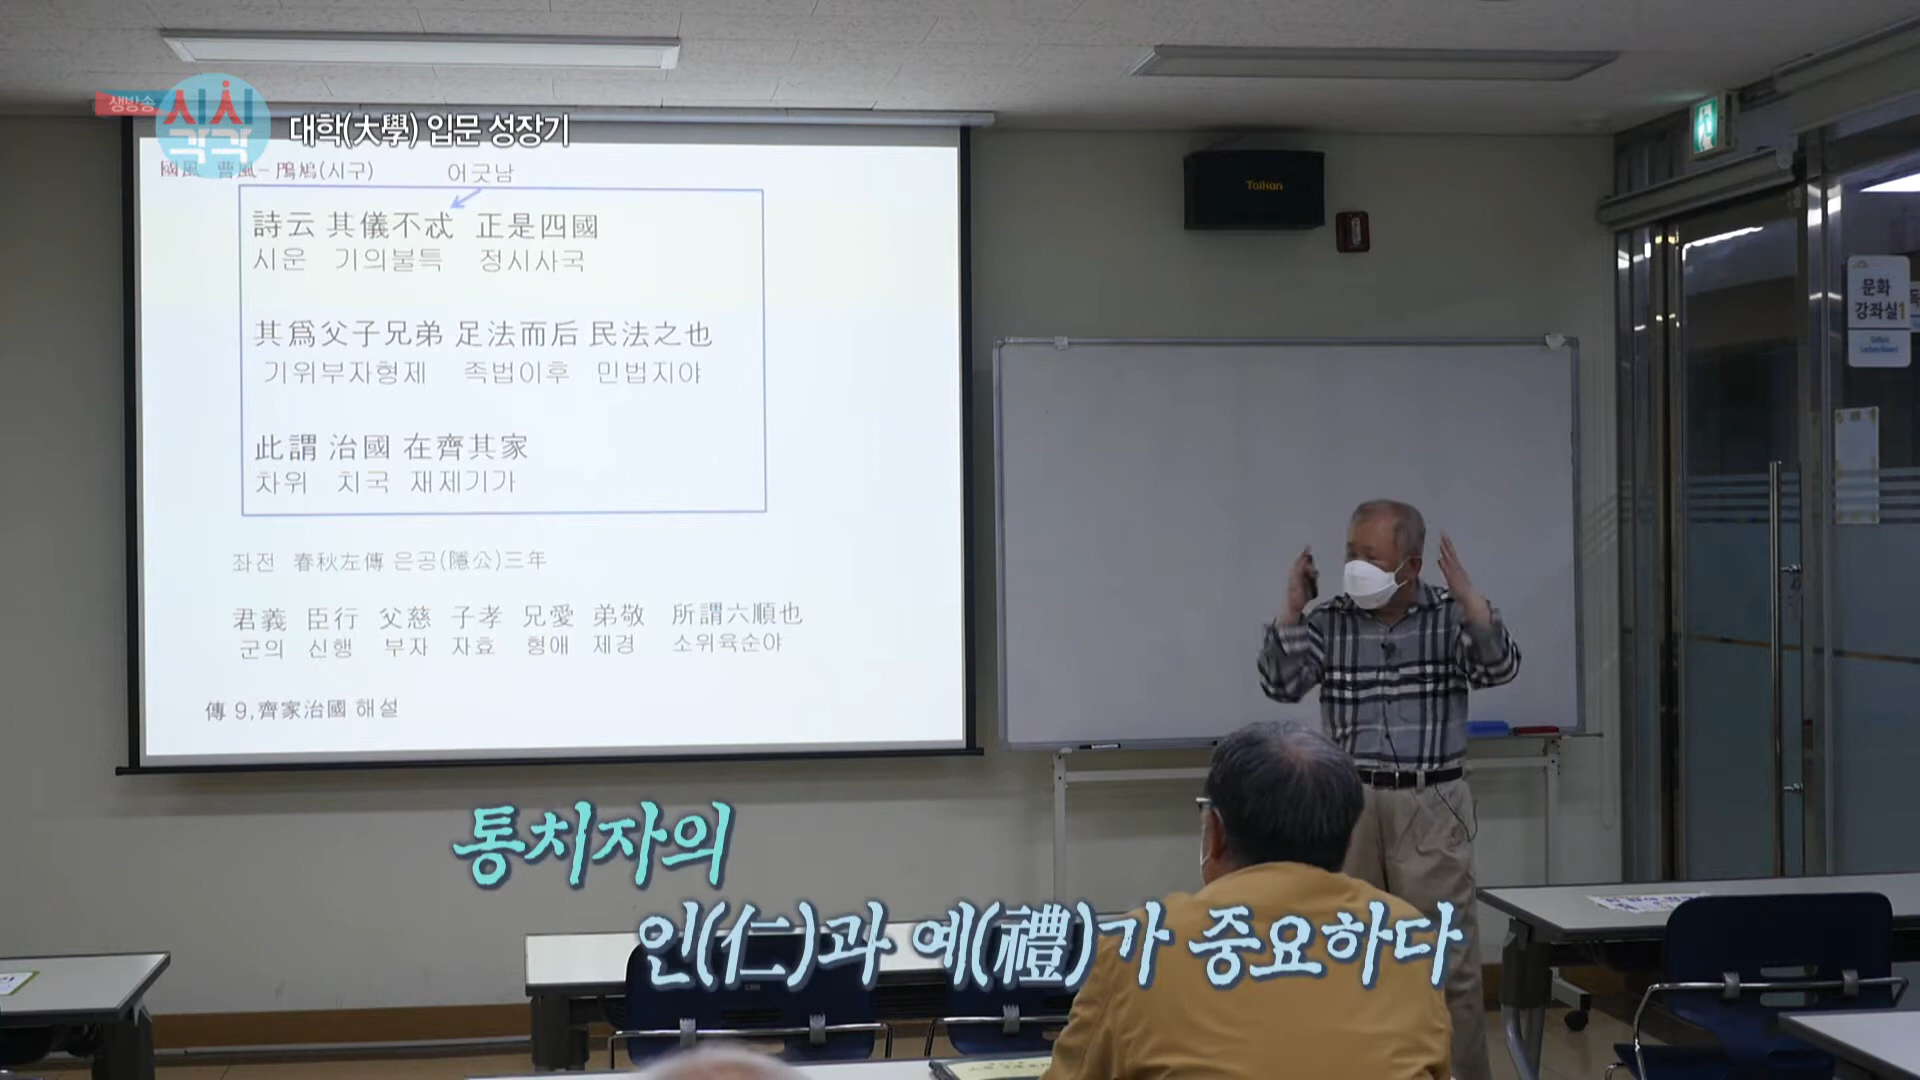 생방송 시시각각
대학(大學) 입문 성장기
國風 曹風- 鳲鳩(시구) 어긋남
詩云 其儀不忒 正是四國
시운 기의불특 정시사국
其爲父子兄弟 足法而后 民法之也
기위부자형제 족법이후 민법지야
此謂 治國 在齊其家
차위 치국 재제기가
좌전 春秋左傳 은공(隱公)三年
君義 臣行 父慈 子孝 兄愛 弟敬 所謂六順也
군의 신행 부자 자효 형애 제경 소위육순야
傳 9,齊家治國 해설
Taikan
문화
강좌실1
통치자의
인(仁)과 예(禮)가 중요하다